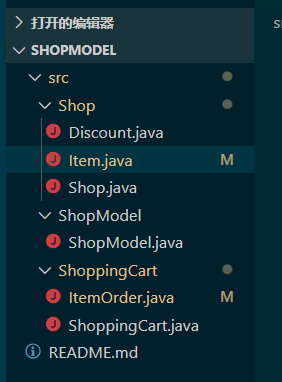 打开的编辑器
SHOPMODEL
src
Shop
J Discount.java
J Item.java M
J Shop.java
ShopModel
J ShopModel.java
ShoppingCart
J ItemOrder.java M
J ShoppingCart.java
README.md